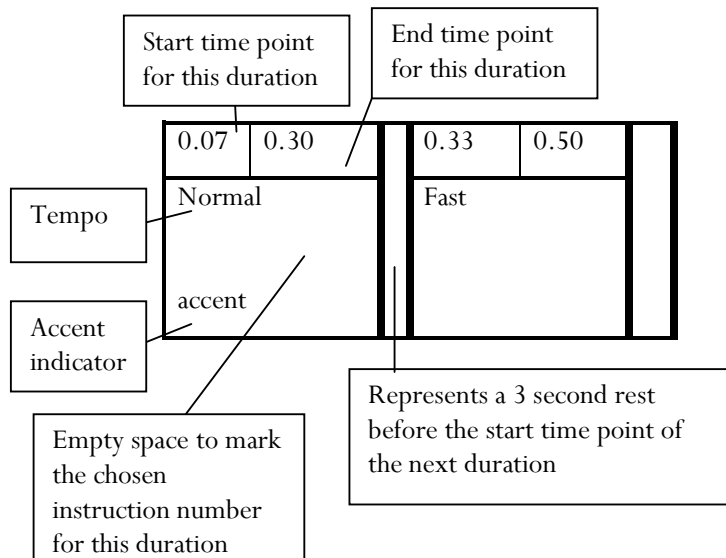 Start time point
for this duration
End time point
for this duration
0.07 0.30 0.33 0.50
Normal Fast
Tempo
accent
Accent
indicator
Empty space to mark
the chosen
instruction number
for this duration
Represents a 3 second rest
before the start time point of
the next duration